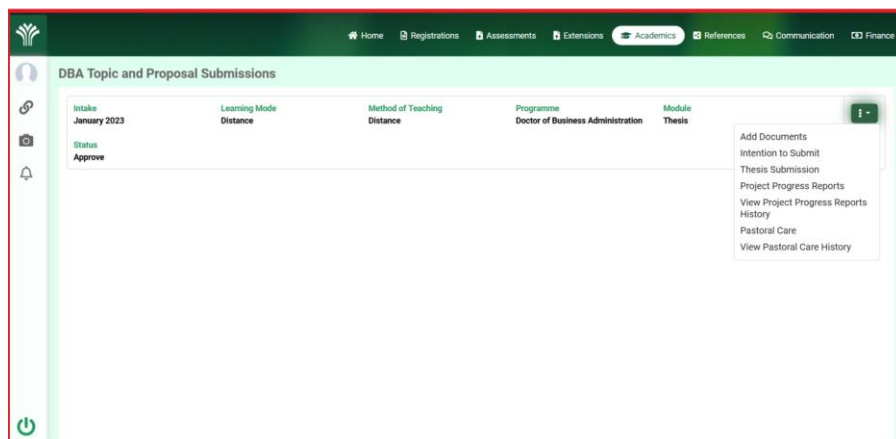 Home Registrations Assessments Extensions Academics References Communication Finance
DBA Topic and Proposal Submissions
Intake Learning Mode Method of Teaching Programme Module
January 2023 Distance Distance Doctor of Business Administration Thesis
Status
Approve
Add Documents
Intention to Submit
Thesis Submission
Project Progress Reports
View Project Progress Reports
History
Pastoral Care
View Pastoral Care History